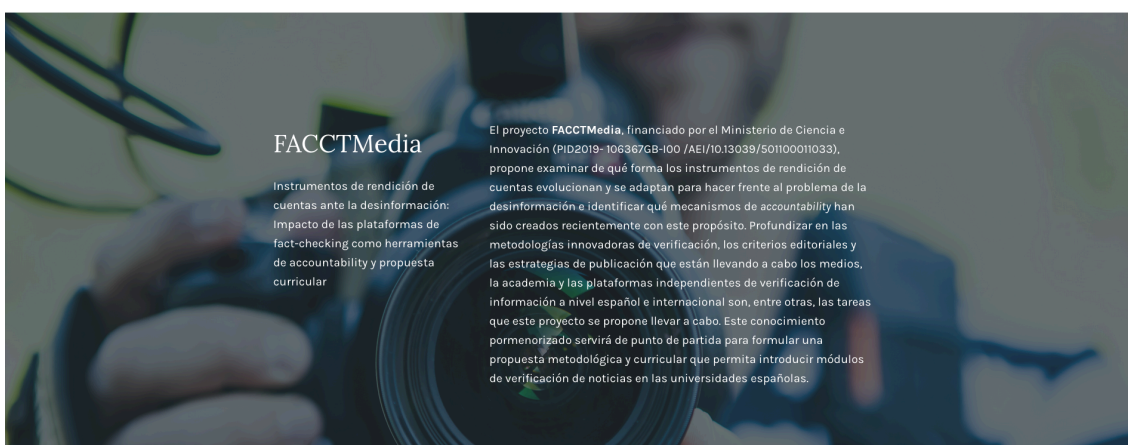 FACCTMedia
Instrumentos de rendición de
cuentas ante la desinformación:
Impacto de las plataformas de
fact-checking como herramientas
de accountability y propuesta
curricular
El proyecto FACCTMedia, financiado por el Ministerio de Ciencia e
Innovación (PID2019- 106367GB-I00 /AEI/10.13039/501100011033),
propone examinar de qué forma los instrumentos de rendición de
cuentas evolucionan y se adaptan para hacer frente al problema de la
desinformación e identificar qué mecanismos de accountability han
sido creados recientemente con este propósito. Profundizar en las
metodologías innovadoras de verificación, los criterios editoriales y
las estrategias de publicación que están llevando a cabo los medios,
la academia y las plataformas independientes de verificación de
información a nivel español e internacional son, entre otras, las tareas
que este proyecto se propone llevar a cabo. Este conocimiento
pormenorizado servirá de punto de partida para formular una
propuesta metodológica y curricular que permita introducir módulos
de verificación de noticias en las universidades españolas.